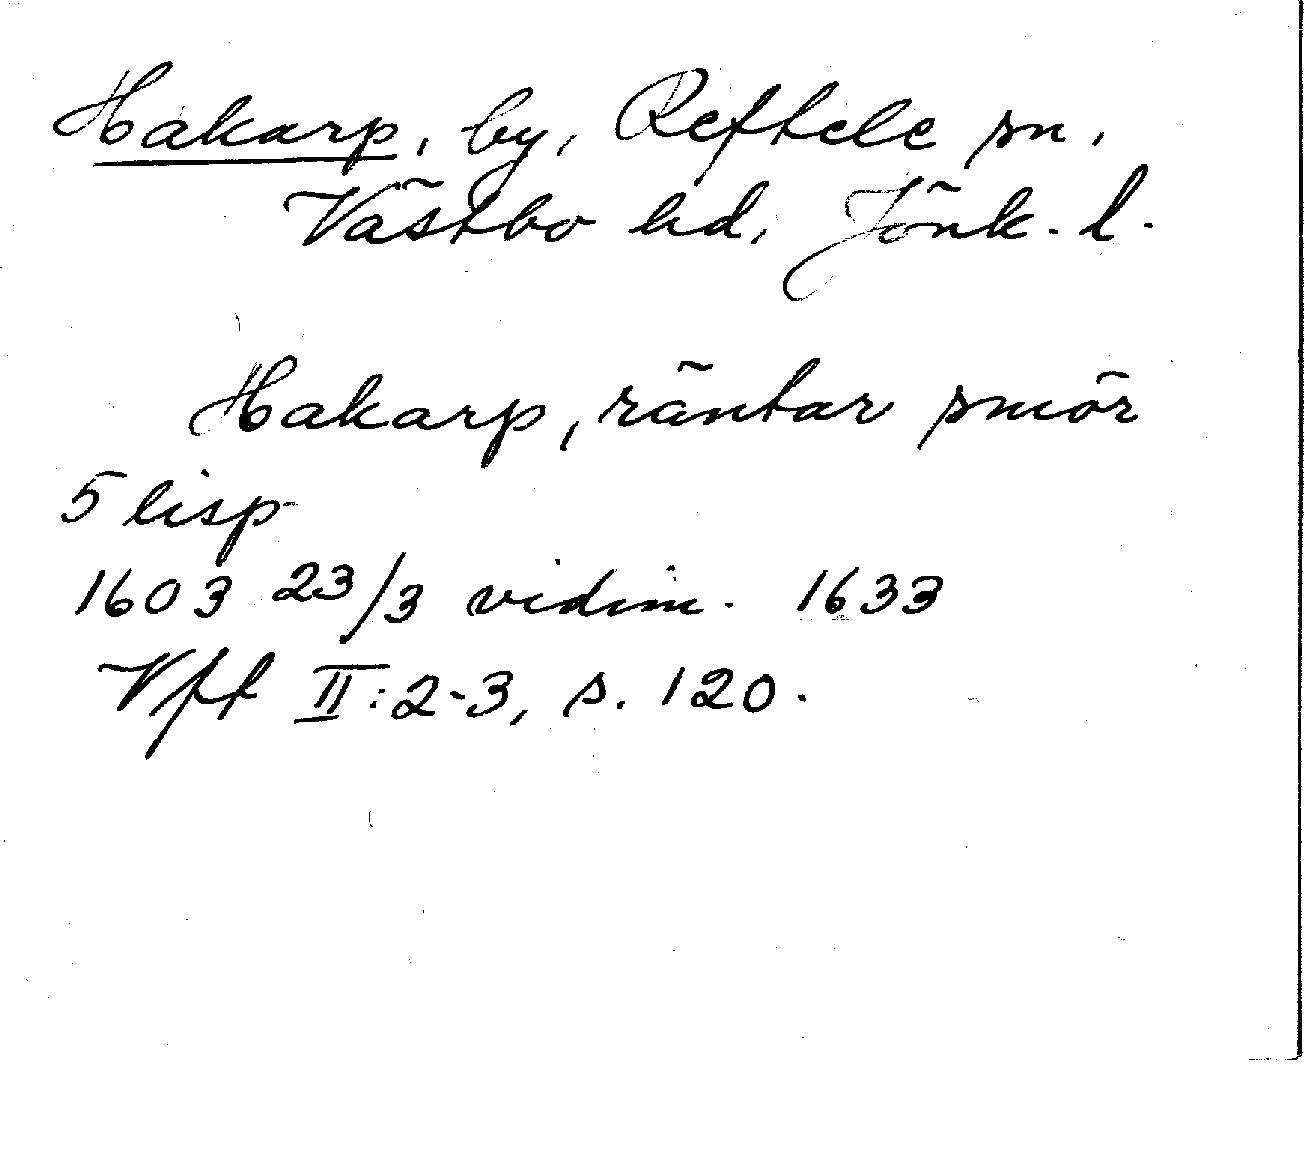 Hakarp, by, Reftele sn,
Västbo hd, Jönk. l.
Hakarp, räntar smör
5 lisp
1603 23/3 vidim. 1633
Vfl II:2-3, s. 120.